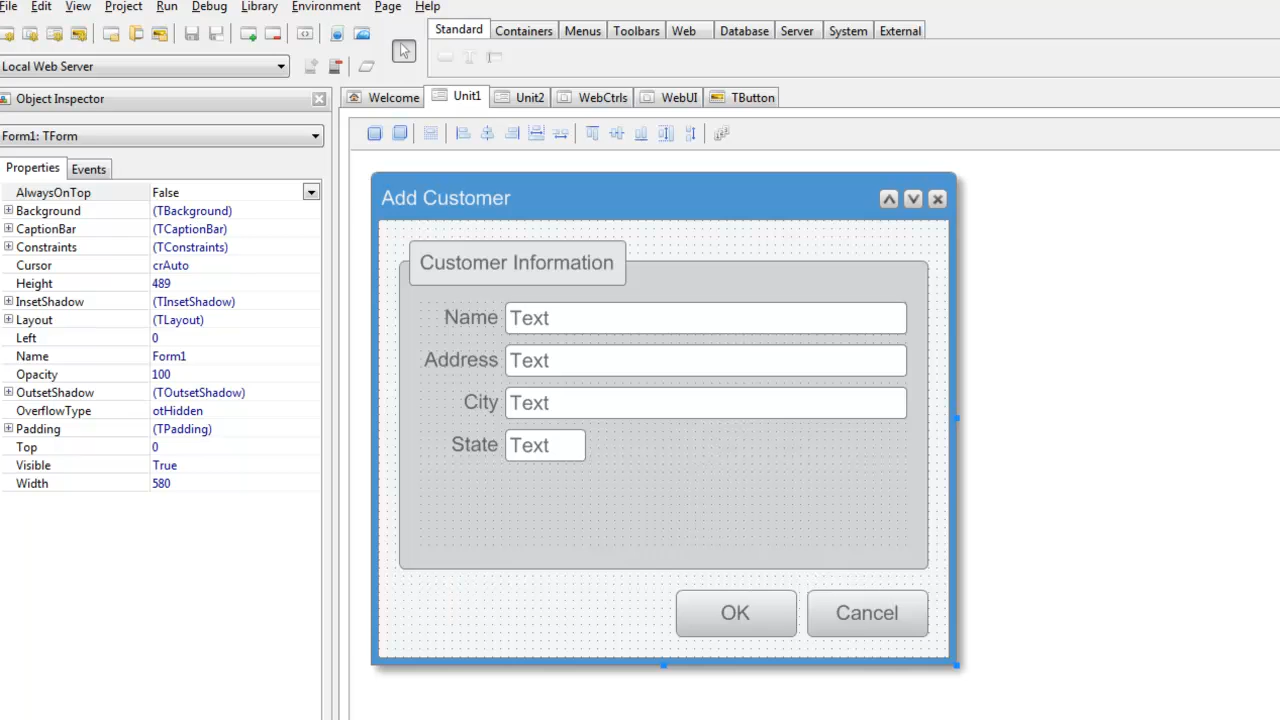 File Edit View Project Run Debug Library Environment Page Help
Standard Containers Menus Toolbars Web Database Server System External
Local Web Server
Object Inspector
Welcome Unit1 Unit2 WebCtrls WebUI TButton
Form1: TForm
Properties Events
AlwaysOnTop False
Background (TBackground)
CaptionBar (TCaptionBar)
Constraints (TConstraints)
Cursor crAuto
Height 489
InsetShadow (TInsetShadow)
Layout (TLayout)
Left 0
Name Form1
Opacity 100
OutsetShadow (TOutsetShadow)
OverflowType otHidden
Padding (TPadding)
Top 0
Visible True
Width 580
Add Customer
Customer Information
Name Text
Address Text
City Text
State Text
OK Cancel